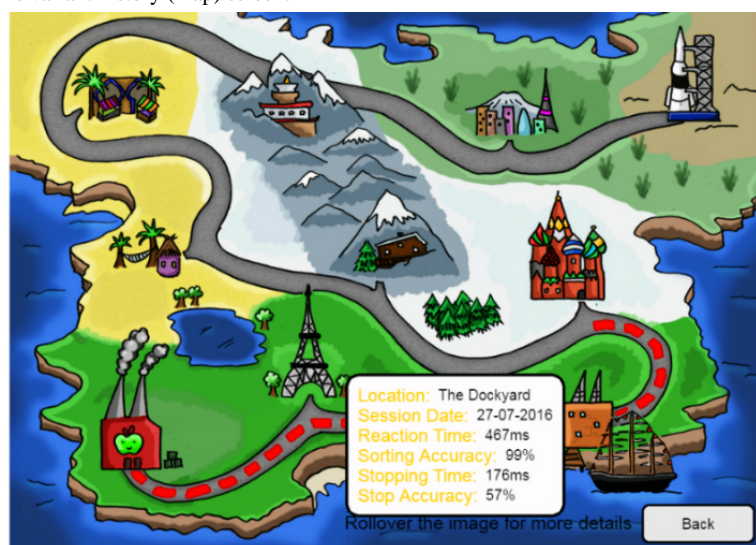 Location: The Dockyard
Session Date: 27-07-2016
Reaction Time: 467ms
Sorting Accuracy: 99%
Stopping Time: 176ms
Stop Accuracy: 57%
Rollover the image for more details
Back